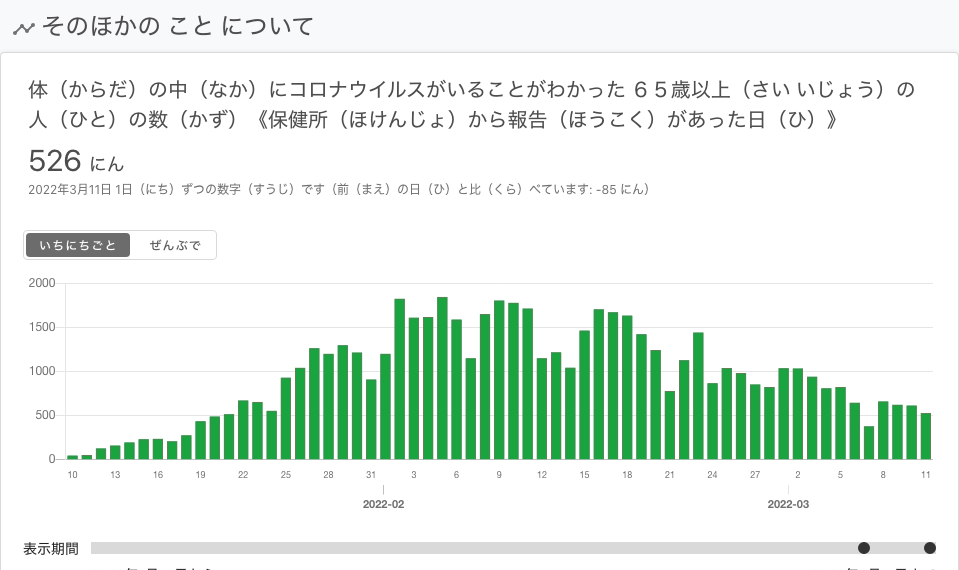 そのほかの こと について
体（からだ）の中（なか）にコロナウイルスがいることがわかった ６５歳以上（さい いじょう）の
人（ひと）の数（かず）《保健所（ほけんじょ）から報告（ほうこく）があった日（ひ）》
526 にん
2022年3月11日 1日（にち）ずつの数字（すうじ）です（前（まえ）の日（ひ）と比（くら）べています: -85 にん）
いちにちごと ぜんぶで
2000
1500
1000
500
0
10 13 16 19 22 25 28 31 3 6 9 12 15 18 21 24 27 2 5 8 11
2022-02 2022-03
表示期間